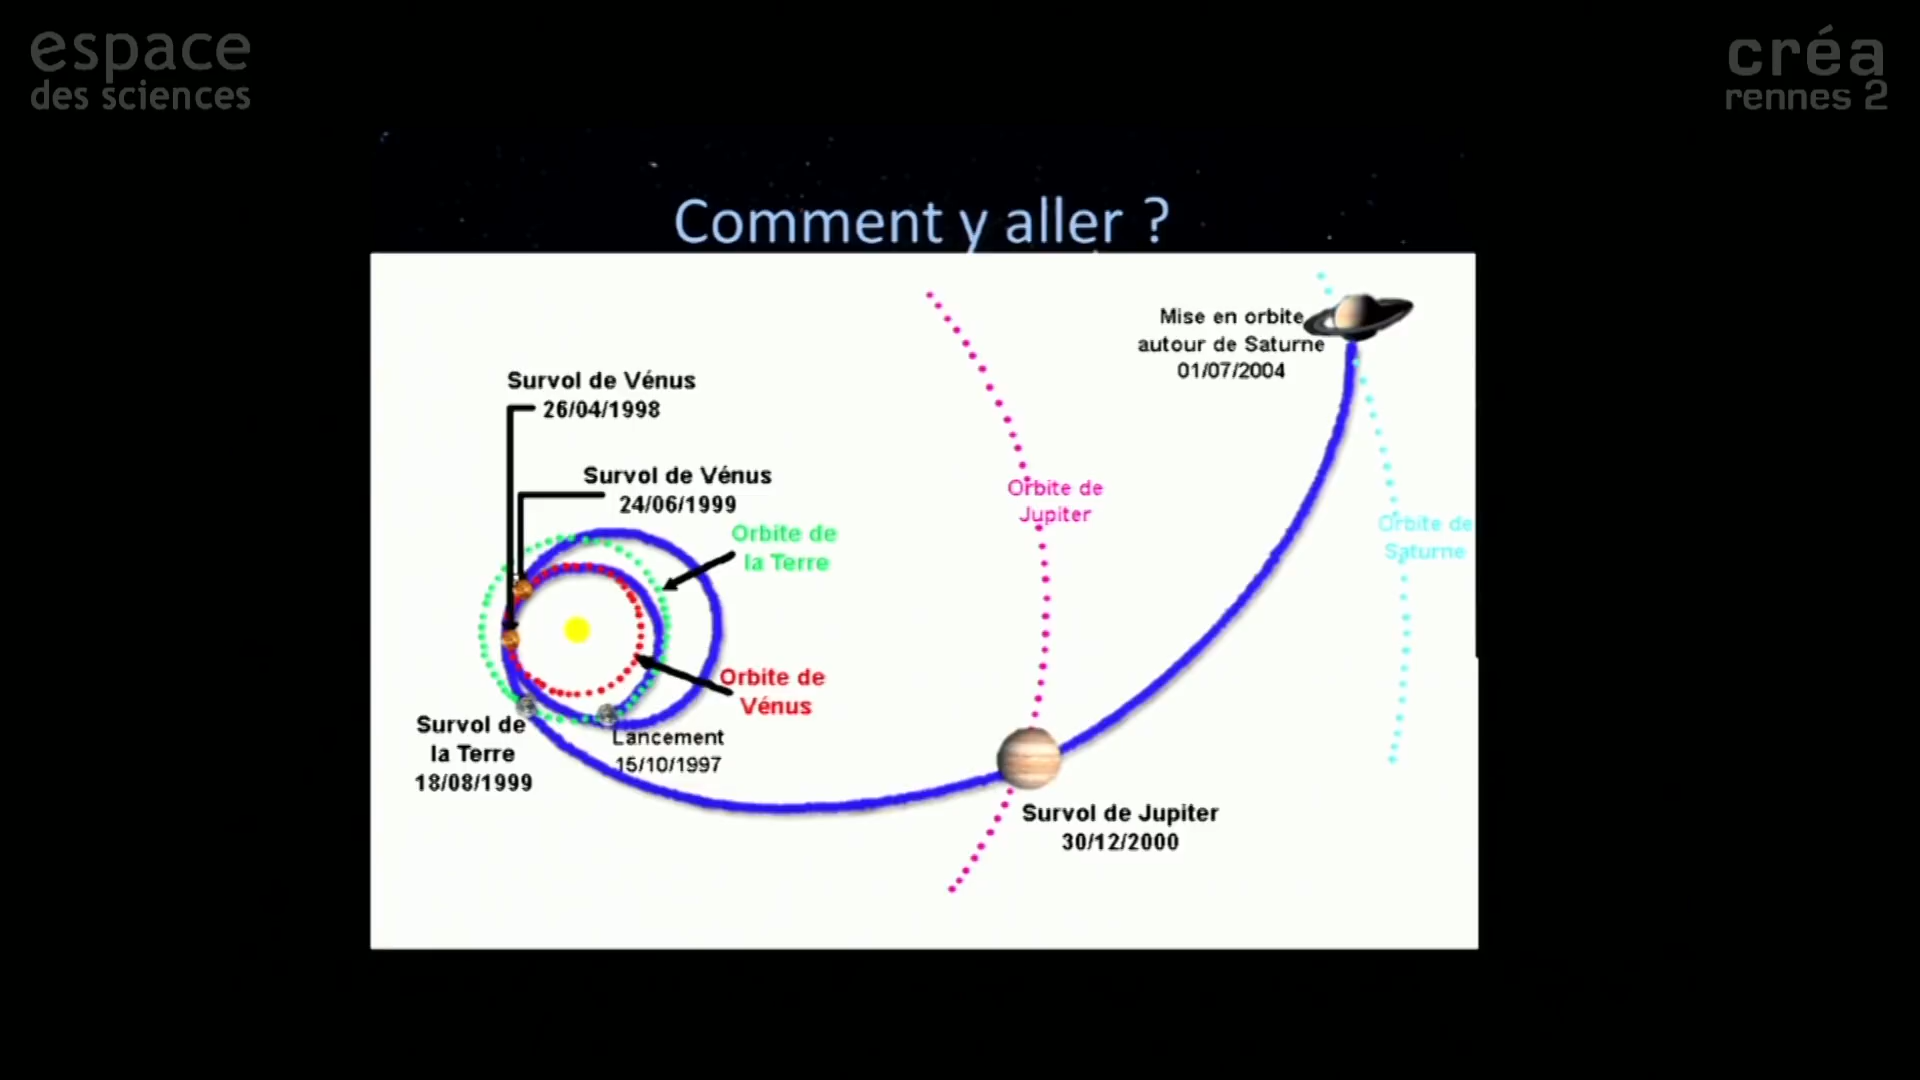 espace
des sciences
créa
rennes 2
Comment y aller ?
Mise en orbite
autour de Saturne
01/07/2004
Survol de Vénus
26/04/1998
Survol de Vénus
24/06/1999
Orbite de
Jupiter
Orbite de
la Terre
Orbite de
Saturne
Orbite de
Vénus
Survol de
la Terre
18/08/1999
Lancement
15/10/1997
Survol de Jupiter
30/12/2000